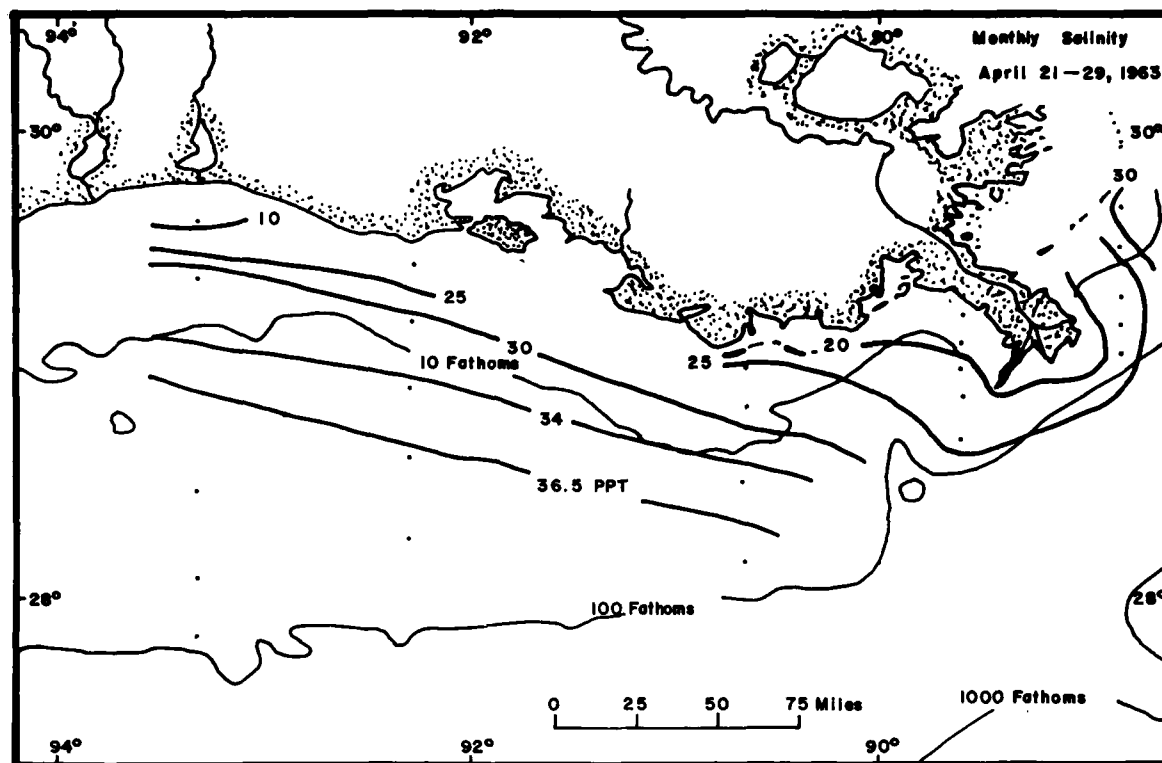 94° 92° 90° Monthly Salinity
April 21–29, 1963
30° 30°
30
10
25
30 20
10 Fathoms 25
34
36.5 PPT
28° 28°
100 Fathoms
0 25 50 75 Miles 1000 Fathoms
94° 92° 90°